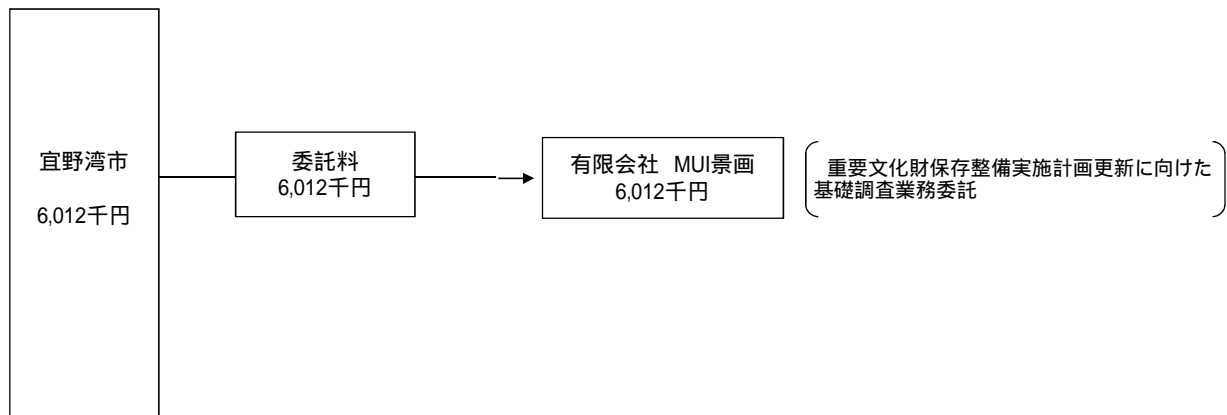 宜野湾市
6,012千円
委託料
6,012千円
有限会社 MUI景画
6,012千円
重要文化財保存整備実施計画更新に向けた
基礎調査業務委託